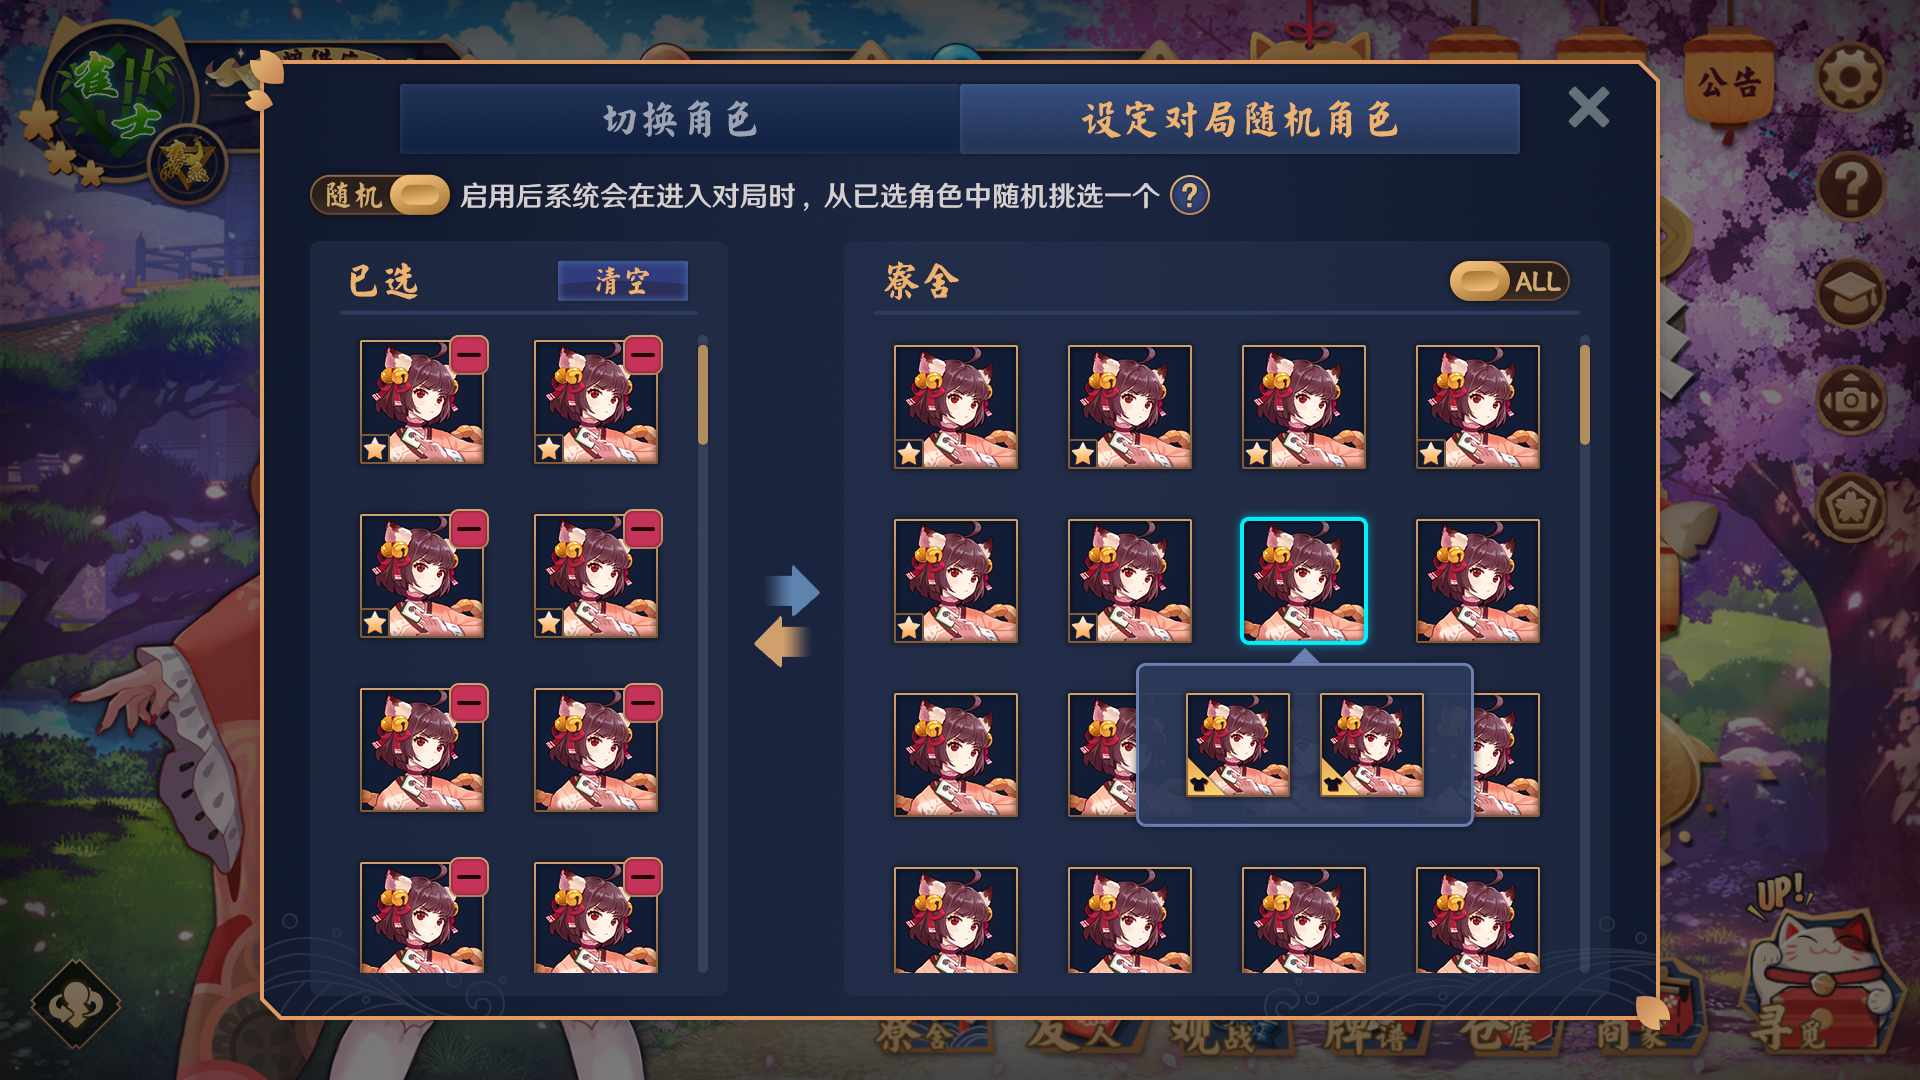 雀士
公告
切换角色
设定对局随机角色
随机
启用后系统会在进入对局时，从已选角色中随机挑选一个
?
已选
清空
寮舍
ALL
UP!
寮舍
友人
观战
牌谱
仓库
商家
寻觅